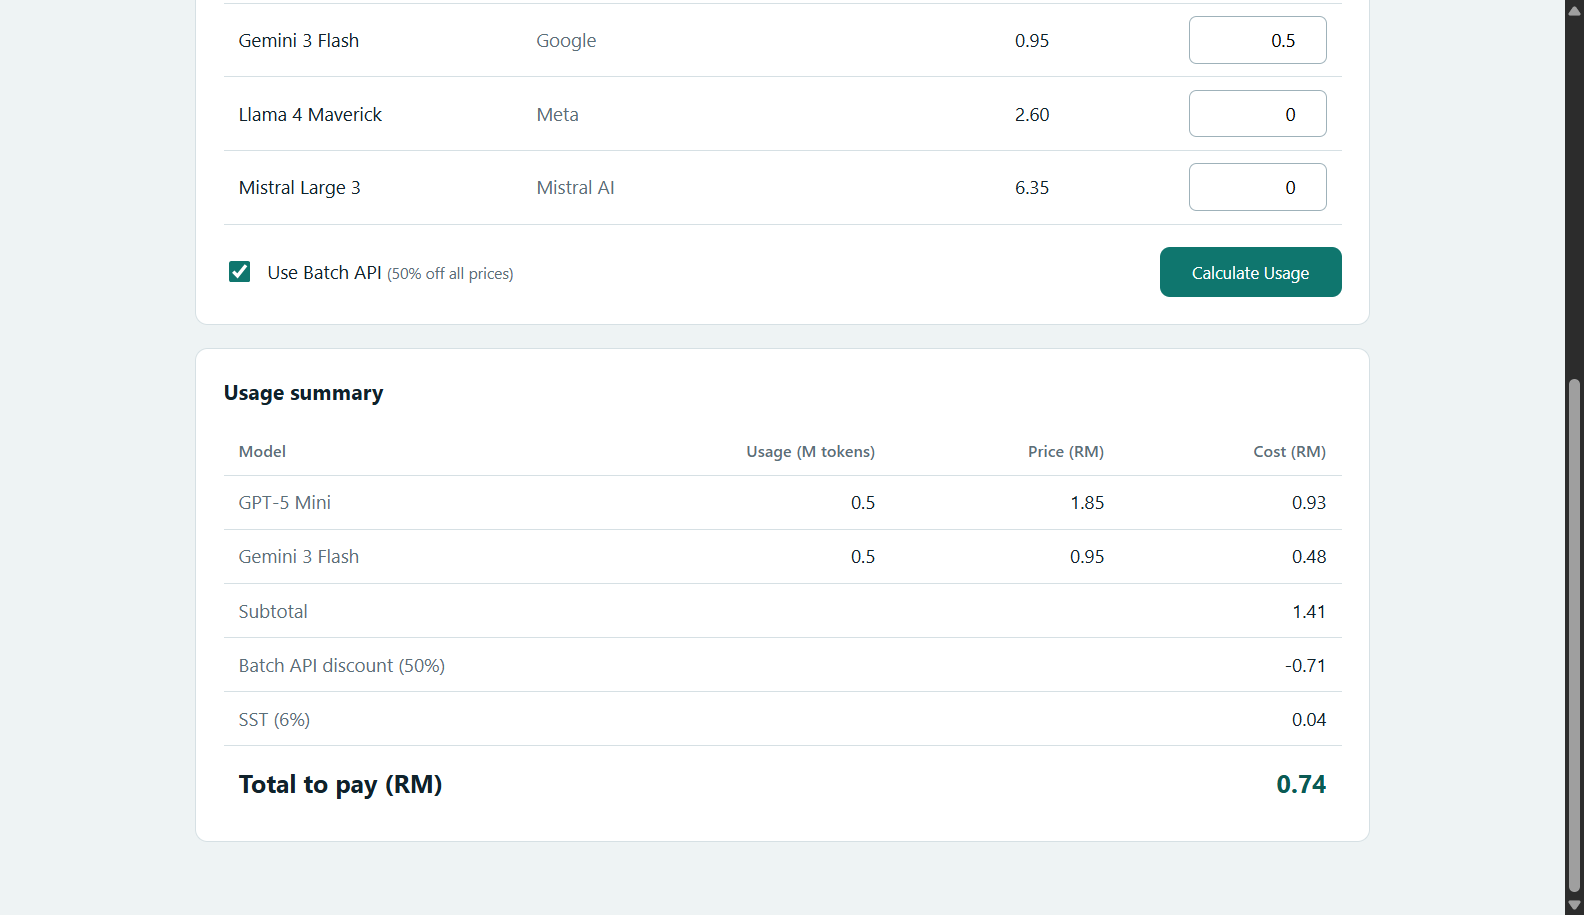 Gemini 3 Flash Google 0.95 0.5
Llama 4 Maverick Meta 2.60 0
Mistral Large 3 Mistral AI 6.35 0
Use Batch API (50% off all prices) Calculate Usage
Usage summary
Model Usage (M tokens) Price (RM) Cost (RM)
GPT-5 Mini 0.5 1.85 0.93
Gemini 3 Flash 0.5 0.95 0.48
Subtotal 1.41
Batch API discount (50%) -0.71
SST (6%) 0.04
Total to pay (RM) 0.74